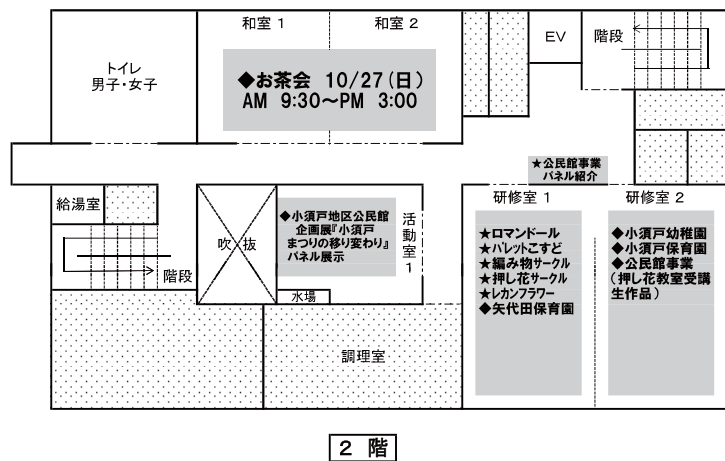 和室 1
和室 2
EV
階段
トイレ
男子・女子
◆お茶会 10/27(日)
AM 9:30～PM 3:00
★公民館事業
パネル紹介
給湯室
階段
吹抜
◆小須戸地区公民館
企画展『小須戸
まつりの移り変わり』
パネル展示
活動室1
水場
調理室
研修室 1
★ロマンドール
★パレットこすど
★編み物サークル
★押し花サークル
★レカンフラワー
◆矢代田保育園
研修室 2
◆小須戸幼稚園
◆小須戸保育園
◆公民館事業
(押し花教室受講
生作品)
2 階